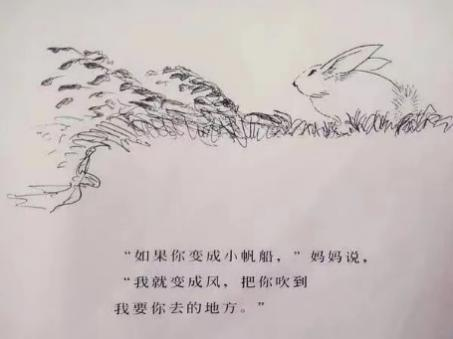 “如果你变成小帆船，”妈妈说，
“我就变成风，把你吹到
我要你去的地方。”